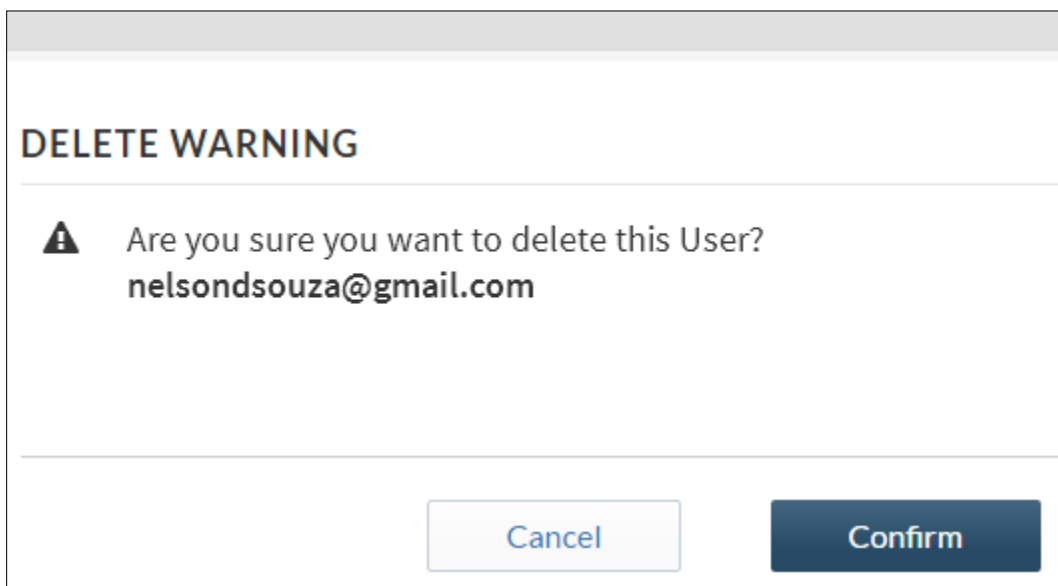 DELETE WARNING
Are you sure you want to delete this User?
nelsondsouza@gmail.com
Cancel
Confirm